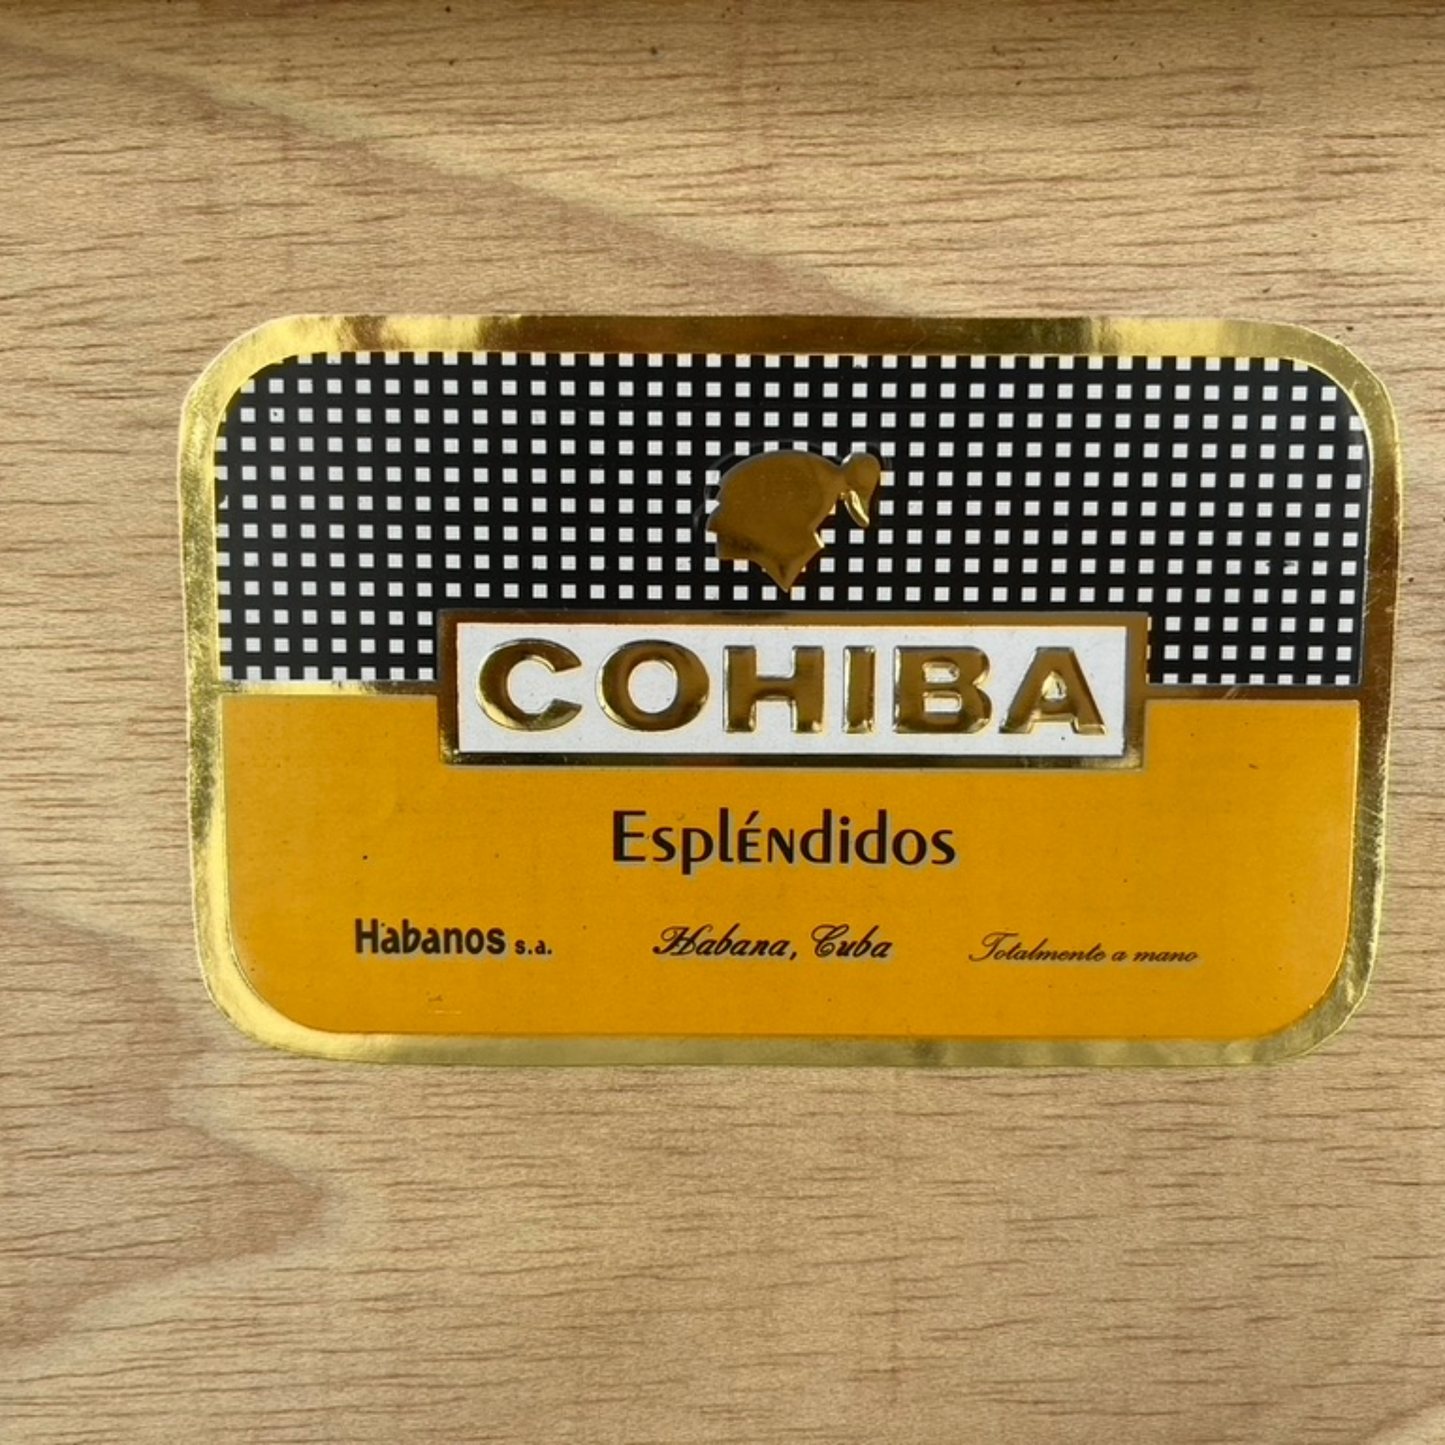 COHIBA
Espléndidos
Habanos s.a. Habana, Cuba Totalmente a mano